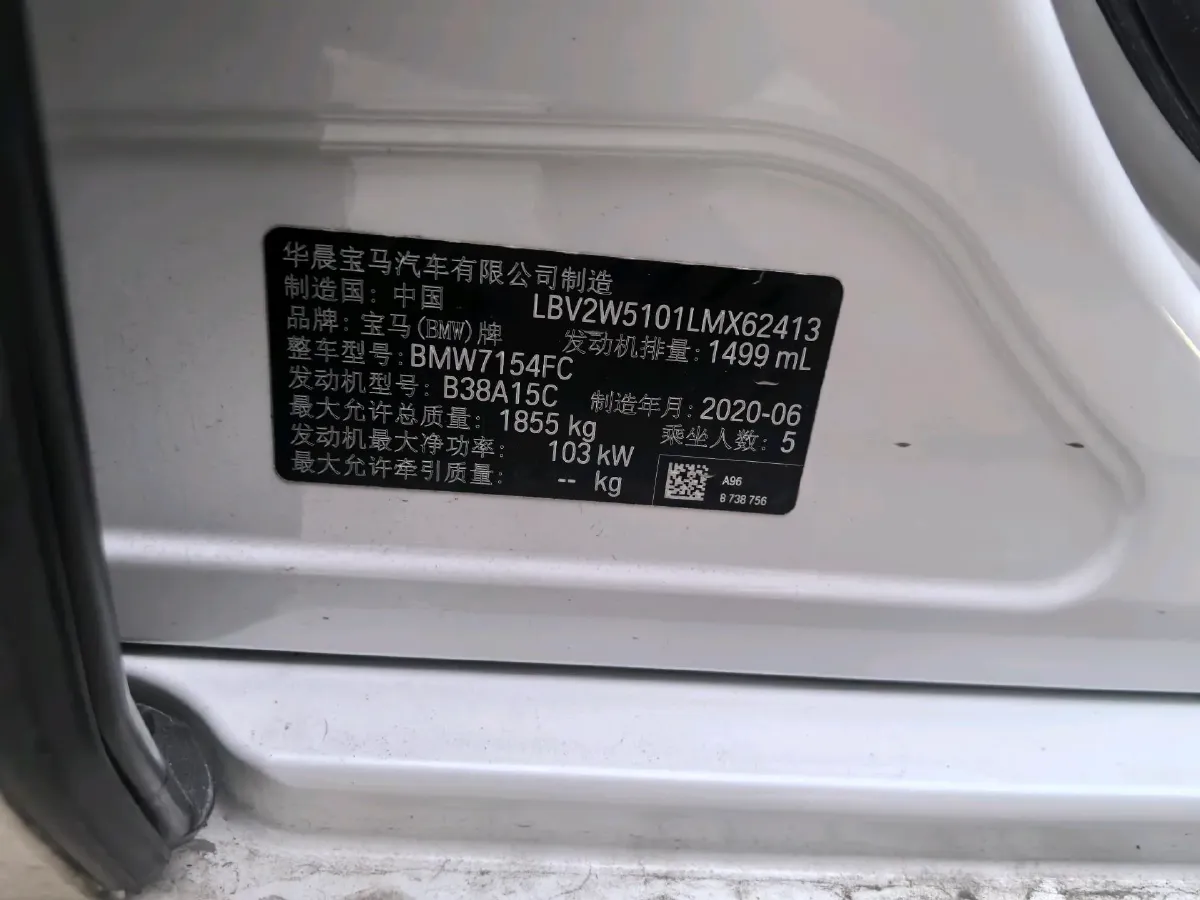 华晨宝马汽车有限公司制造
制造国：中国 LBV2W5101LMX62413
品牌：宝马(BMW)牌 发动机排量：1499 mL
整车型号：BMW7154FC
发动机型号：B38A15C 制造年月：2020-06
最大允许总质量：1855 kg 乘坐人数：5
发动机最大净功率：103 kW
最大允许牵引质量：-- kg
A96
8 738 756